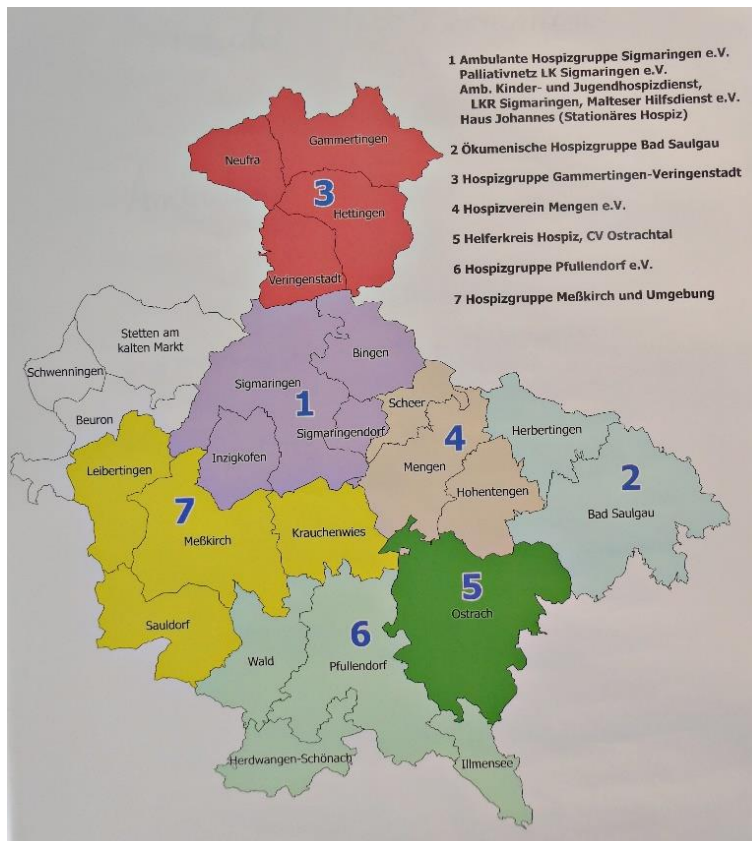 1 Ambulante Hospizgruppe Sigmaringen e.V.
Palliativnetz LK Sigmaringen e.V.
Amb. Kinder- und Jugendhospizdienst,
LKR Sigmaringen, Malteser Hilfsdienst e.V.
Haus Johannes (Stationäres Hospiz)
2 Ökumenische Hospizgruppe Bad Saulgau
3 Hospizgruppe Gammertingen-Veringenstadt
4 Hospizverein Mengen e.V.
5 Helferkreis Hospiz, CV Ostrachtal
6 Hospizgruppe Pfullendorf e.V.
7 Hospizgruppe Meßkirch und Umgebung
Gammertingen
Neufra
3
Hettingen
Veringenstadt
Stetten am
kalten Markt
Schwenningen
Beuron
Bingen
Sigmaringen
1
Sigmaringendorf
Inzigkofen
Scheer
4
Mengen
Hohentengen
Herbertingen
2
Bad Saulgau
Leibertingen
7
Meßkirch
Krauchenwies
Sauldorf
5
Ostrach
6
Wald
Pfullendorf
Herdwangen-Schönach
Illmensee